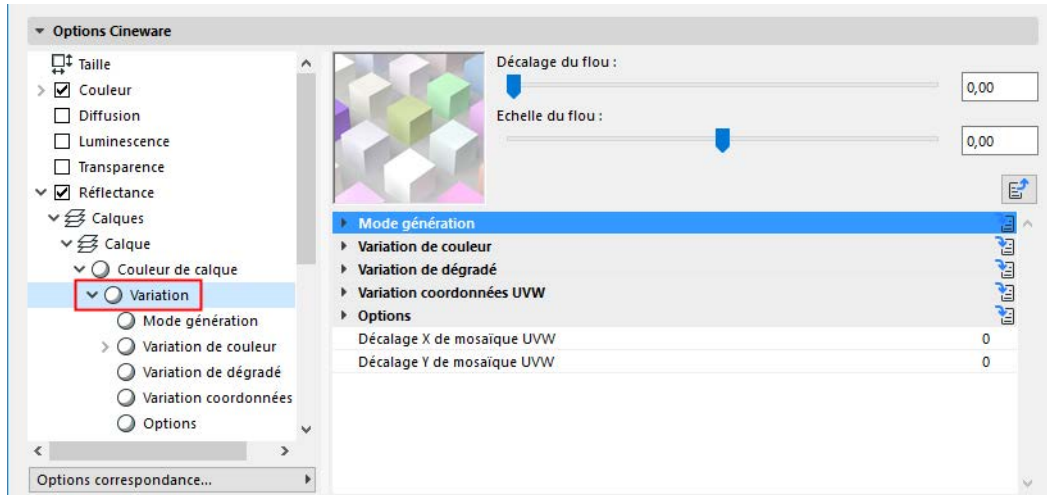 Options Cineware
Taille
Couleur
Diffusion
Luminescence
Transparence
Réflectance
Calques
Calque
Couleur de calque
Variation
Mode génération
Variation de couleur
Variation de dégradé
Variation coordonnées
Options
Options correspondance...
Décalage du flou :
0,00
Echelle du flou :
0,00
Mode génération
Variation de couleur
Variation de dégradé
Variation coordonnées UVW
Options
Décalage X de mosaïque UVW 0
Décalage Y de mosaïque UVW 0